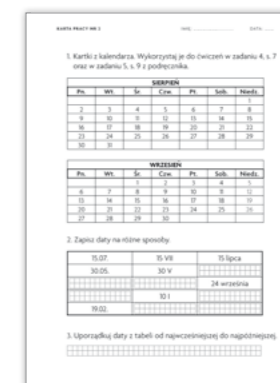 KARTA PRACY NR 2 IMIĘ: DATA:
1. Kartki z kalendarza. Wykorzystaj je do ćwiczeń w zadaniu 4, s. 7
oraz w zadaniu 5, s. 9 z podręcznika.
SIERPIEŃ
Pn. Wt. Śr. Czw. Pt. Sob. Niedz.
1
2 3 4 5 6 7 8
9 10 11 12 13 14 15
16 17 18 19 20 21 22
23 24 25 26 27 28 29
30 31
WRZESIEŃ
Pn. Wt. Śr. Czw. Pt. Sob. Niedz.
1 2 3 4 5
6 7 8 9 10 11 12
13 14 15 16 17 18 19
20 21 22 23 24 25 26
27 28 29 30
2. Zapisz daty na różne sposoby.
15.07. 15 VII 15 lipca
30.05. 30 V
24 września
10 I
19.02.
3. Uporządkuj daty z tabeli od najwcześniejszej do najpóźniejszej.